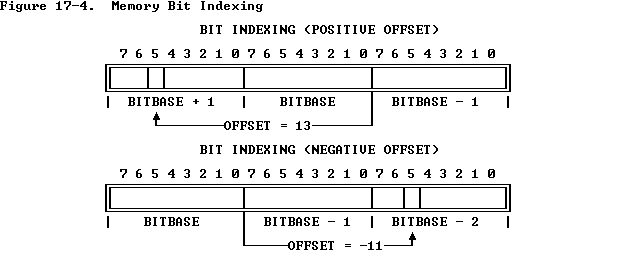 Figure 17-4.  Memory Bit Indexing
BIT INDEXING (POSITIVE OFFSET)
7 6 5 4 3 2 1 0 7 6 5 4 3 2 1 0 7 6 5 4 3 2 1 0
| BITBASE + 1 | BITBASE | BITBASE - 1 |
OFFSET = 13
BIT INDEXING (NEGATIVE OFFSET)
7 6 5 4 3 2 1 0 7 6 5 4 3 2 1 0 7 6 5 4 3 2 1 0
| BITBASE | BITBASE - 1 | BITBASE - 2 |
OFFSET = -11